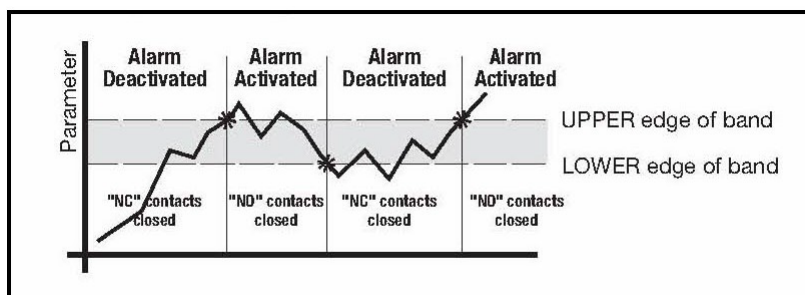 Parameter
Alarm
Deactivated
Alarm
Activated
Alarm
Deactivated
Alarm
Activated
UPPER edge of band
LOWER edge of band
"NC" contacts
closed
"NO" contacts
closed
"NC" contacts
closed
"NO" contacts
closed